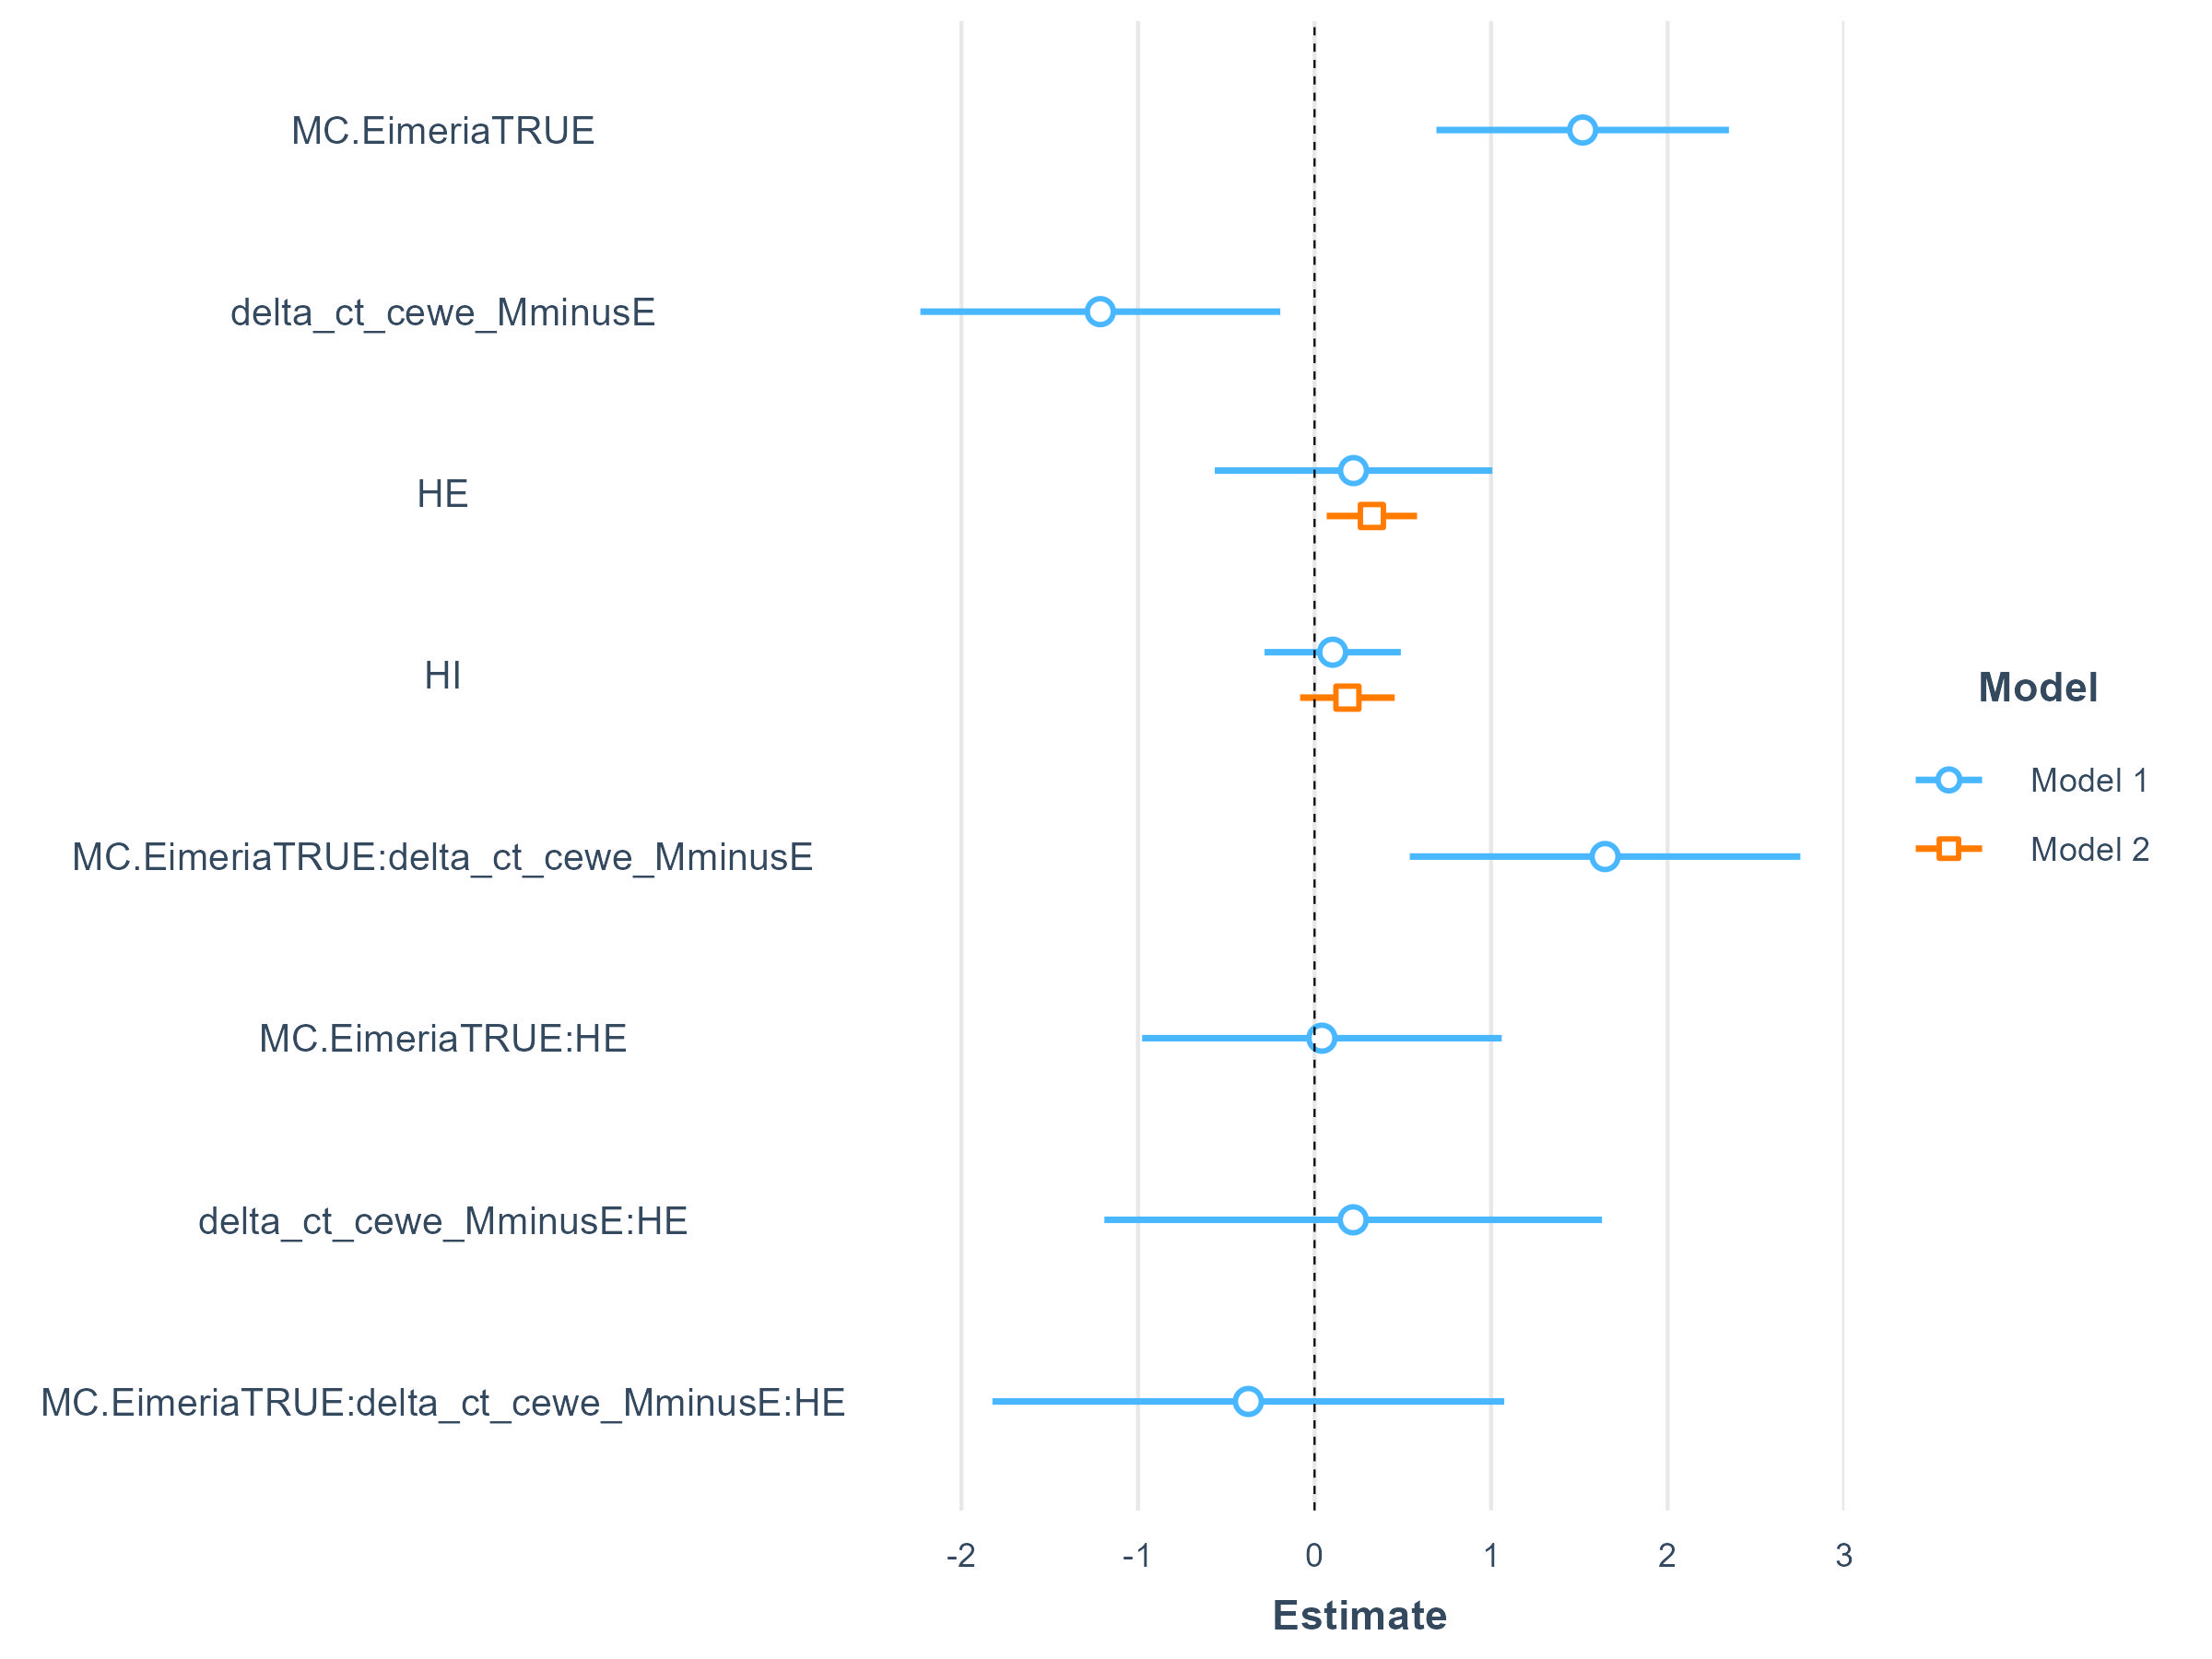 MC.EimeriaTRUE
delta_ct_cewe_MminusE
HE
HI
MC.EimeriaTRUE:delta_ct_cewe_MminusE
MC.EimeriaTRUE:HE
delta_ct_cewe_MminusE:HE
MC.EimeriaTRUE:delta_ct_cewe_MminusE:HE
-2 -1 0 1 2 3
Estimate
Model
Model 1
Model 2